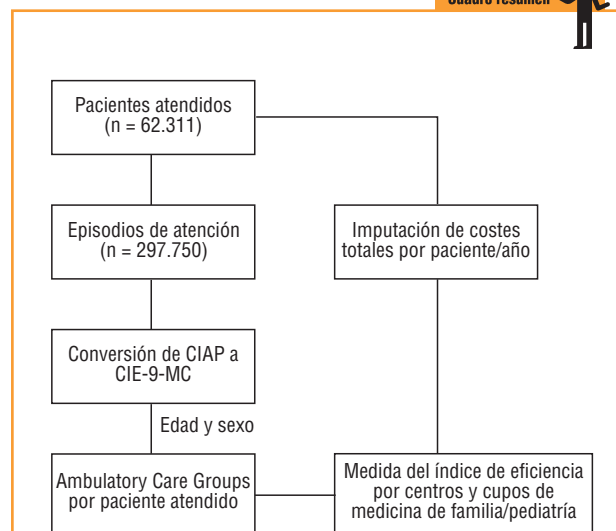 Cuadro resumen
Pacientes atendidos
(n = 62.311)
Episodios de atención
(n = 297.750)
Imputación de costes
totales por paciente/año
Conversión de CIAP a
CIE-9-MC
Edad y sexo
Ambulatory Care Groups
por paciente atendido
Medida del índice de eficiencia
por centros y cupos de
medicina de familia/pediatría